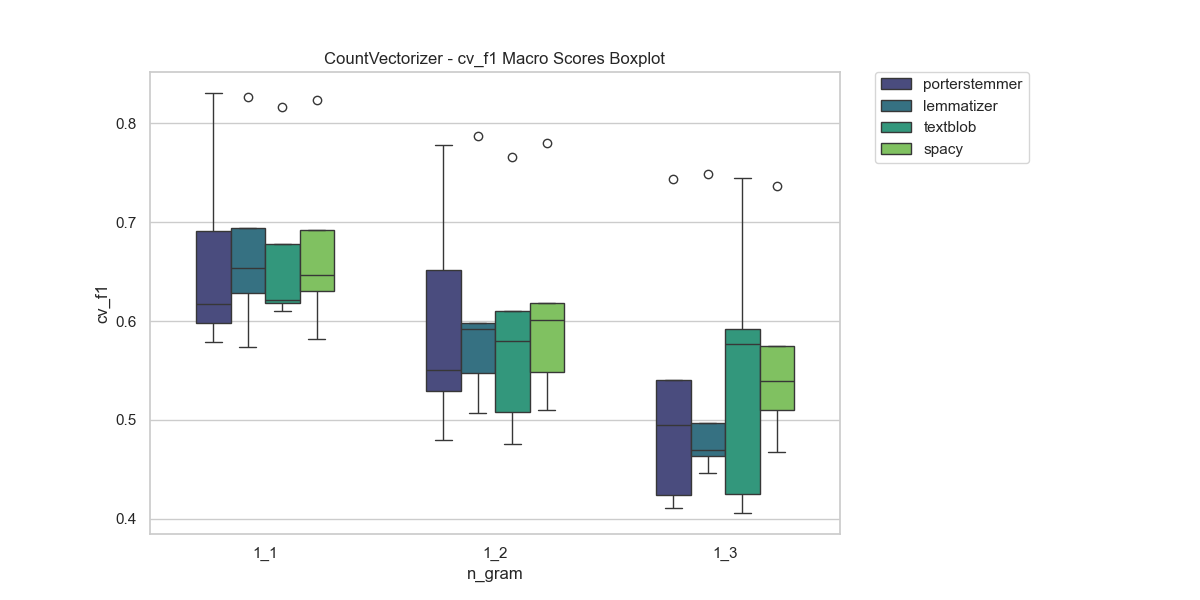 CountVectorizer - cv_f1 Macro Scores Boxplot
porterstemmer
lemmatizer
textblob
spacy
cv_f1
0.8
0.7
0.6
0.5
0.4
1_1
1_2
1_3
n_gram